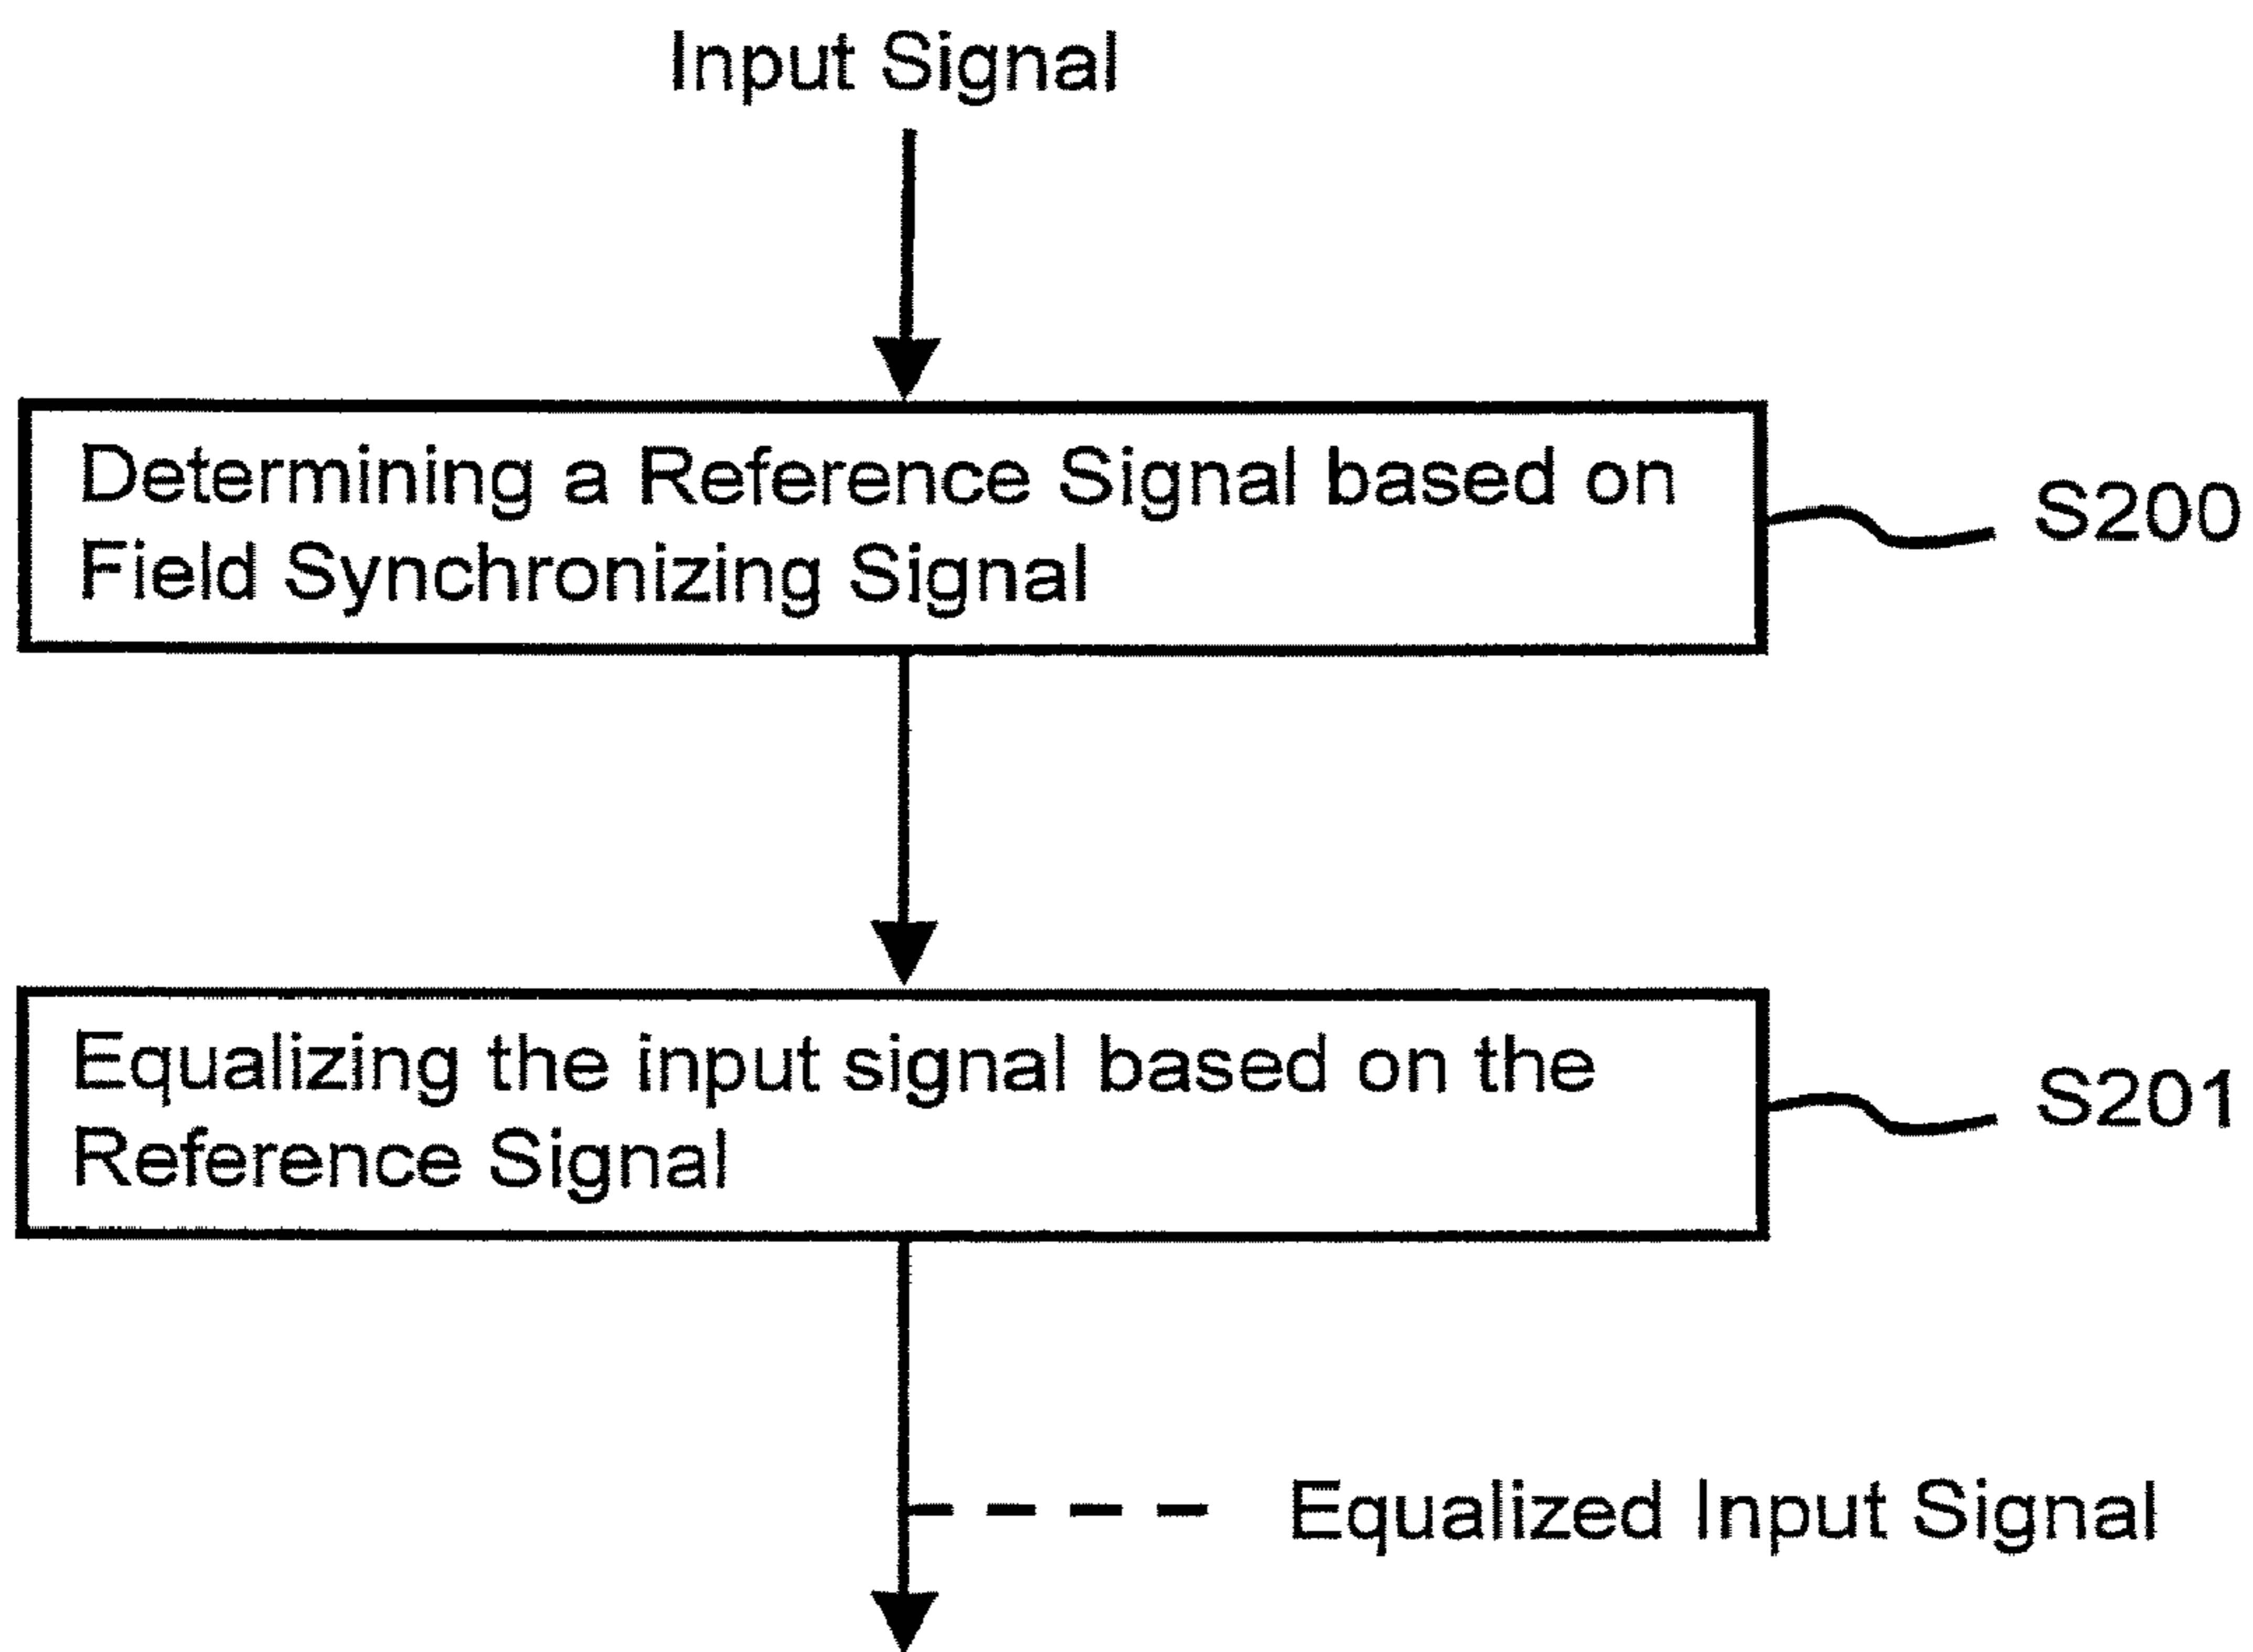 Input Signal
Determining a Reference Signal based on
Field Synchronizing Signal
S200
Equalizing the input signal based on the
Reference Signal
S201
Equalized Input Signal